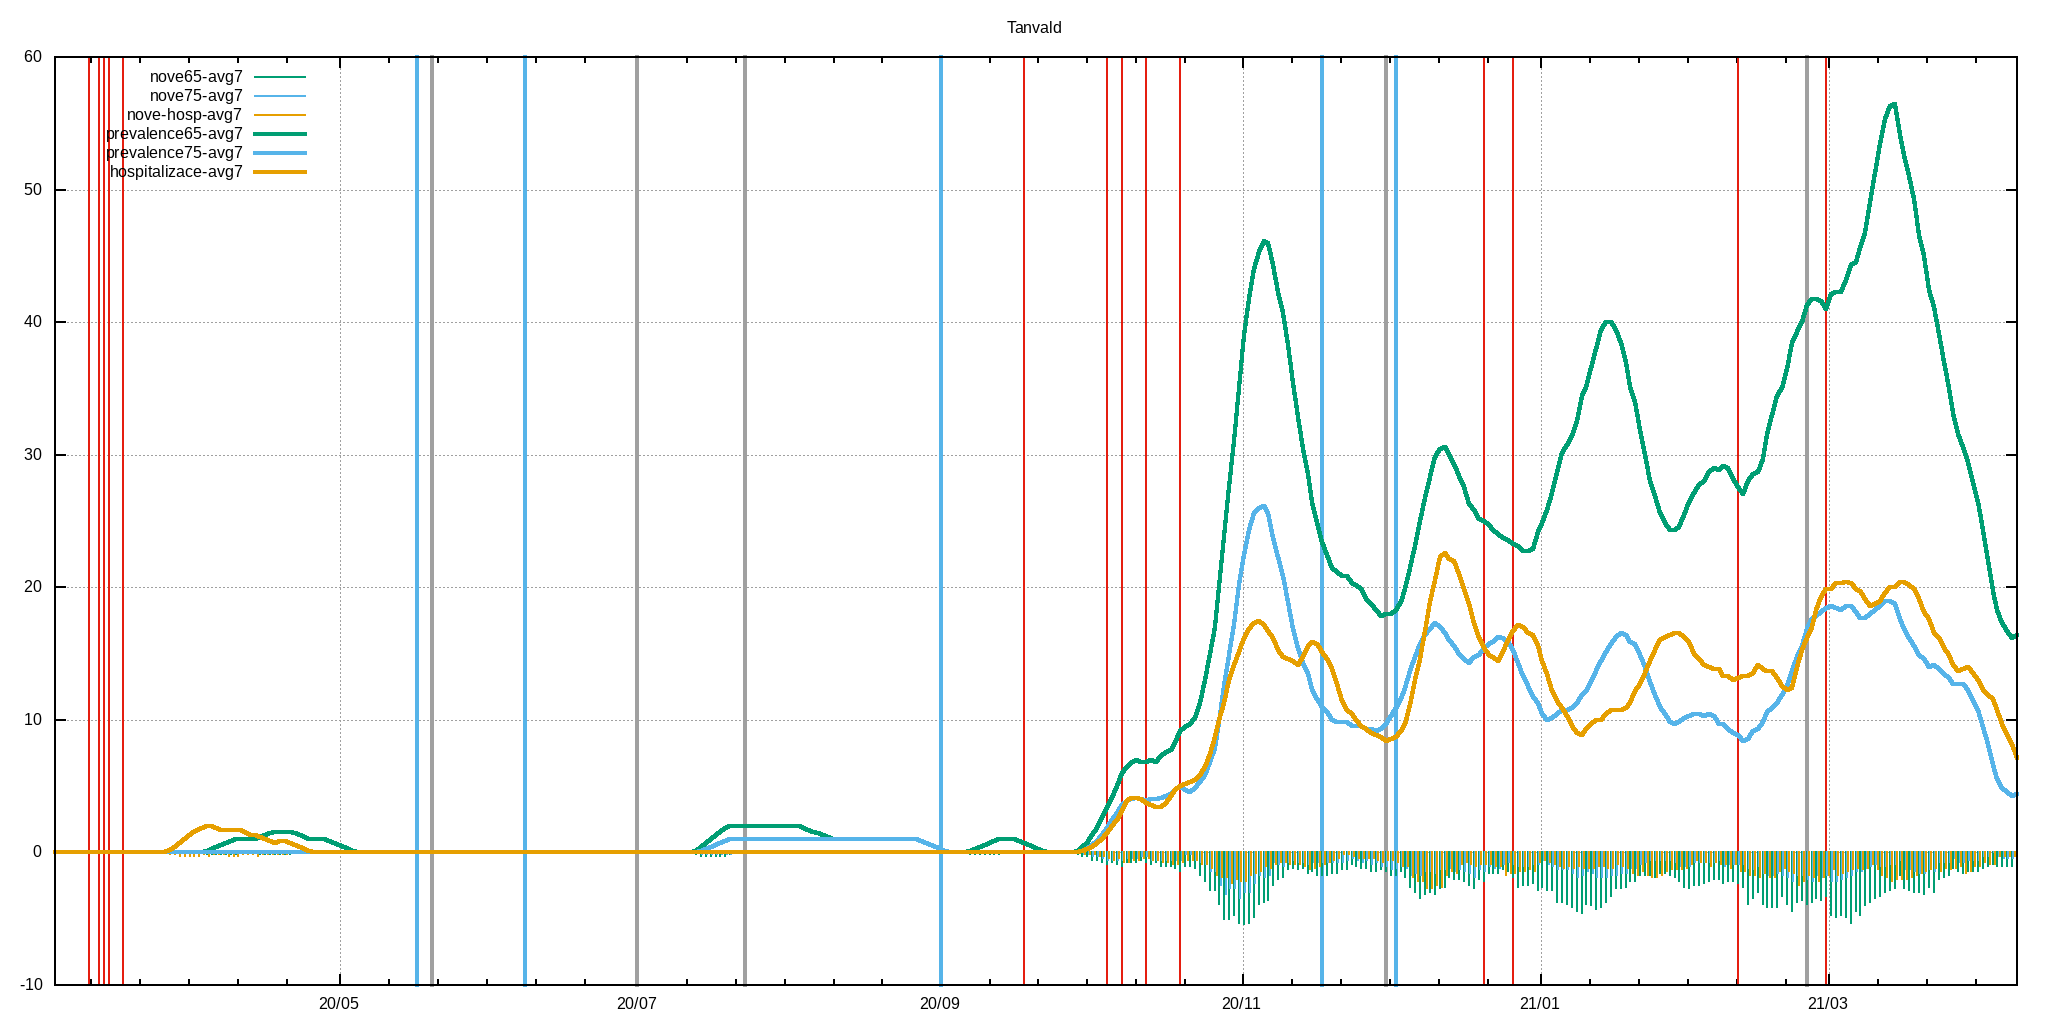 Tanvald
60
nove65-avg7
nove75-avg7
nove-hosp-avg7
prevalence65-avg7
prevalence75-avg7
hospitalizace-avg7
50
40
30
20
10
0
-10
20/05 20/07 20/09 20/11 21/01 21/03